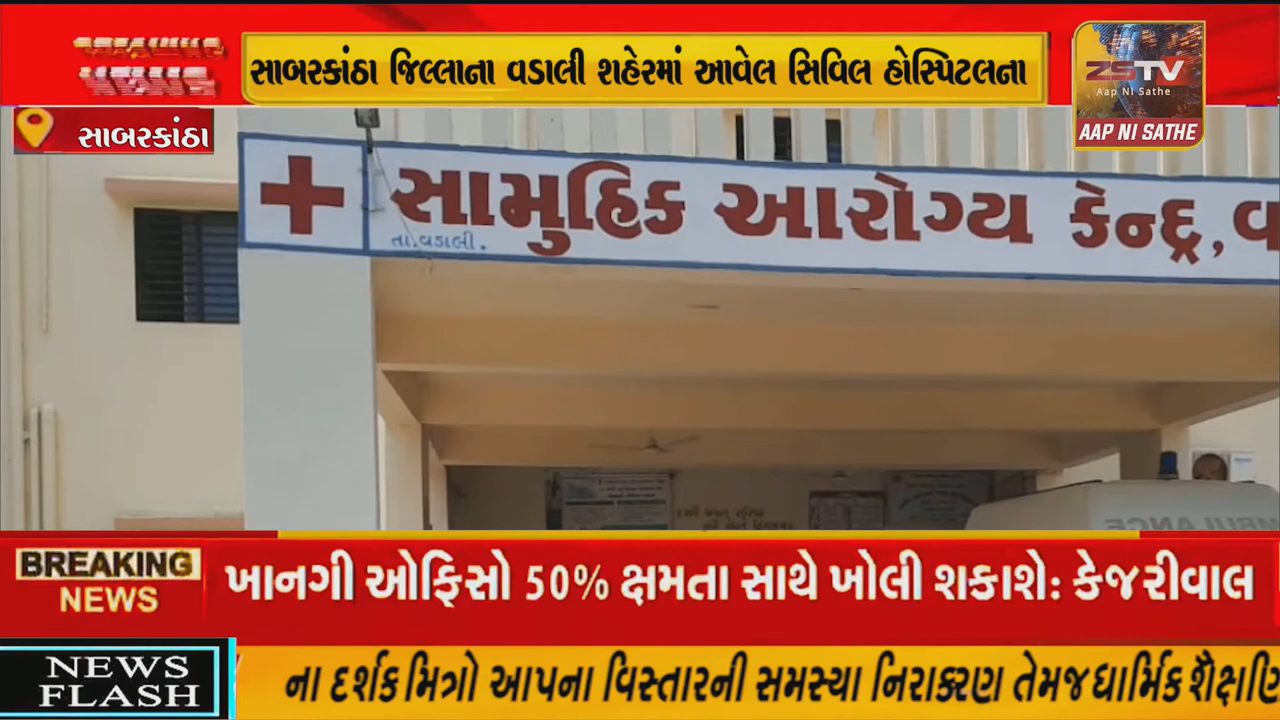 સાબરકાંઠા જિલ્લાના વડાલી શહેરમાં આવેલ સિવિલ હોસ્પિટલના
ZSTV
Aap Ni Sathe
AAP NI SATHE
સાબરકાંઠા
સામુહિક આરોગ્ય કેન્દ્ર, વ
તા. વડાલી.
BREAKING NEWS
ખાનગી ઓફિસો 50% ક્ષમતા સાથે ખોલી શકાશે: કેજરીવાલ
NEWS FLASH
ના દર્શક મિત્રો આપના વિસ્તારની સમસ્યા નિરાકરણ તેમજ ધાર્મિક શૈક્ષણિ